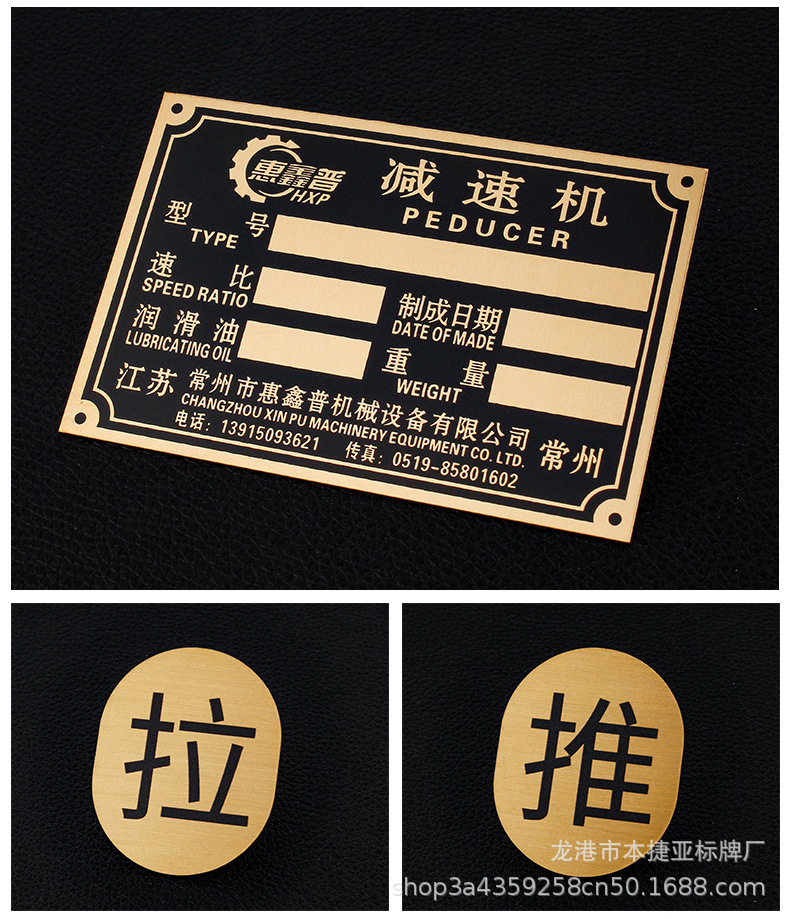 惠鑫普
HXP
减速机
PEDUCER
型号
TYPE
速比
SPEED RATIO
制成日期
DATE OF MADE
润滑油
LUBRICATING OIL
重量
WEIGHT
江苏 常州市惠鑫普机械设备有限公司 常州
CHANGZHOU XIN PU MACHINERY EQUIPMENT CO. LTD.
电话: 13915093621 传真: 0519-85801602
拉
推
龙港市本捷亚标牌厂
shop3a4359258cn50.1688.com